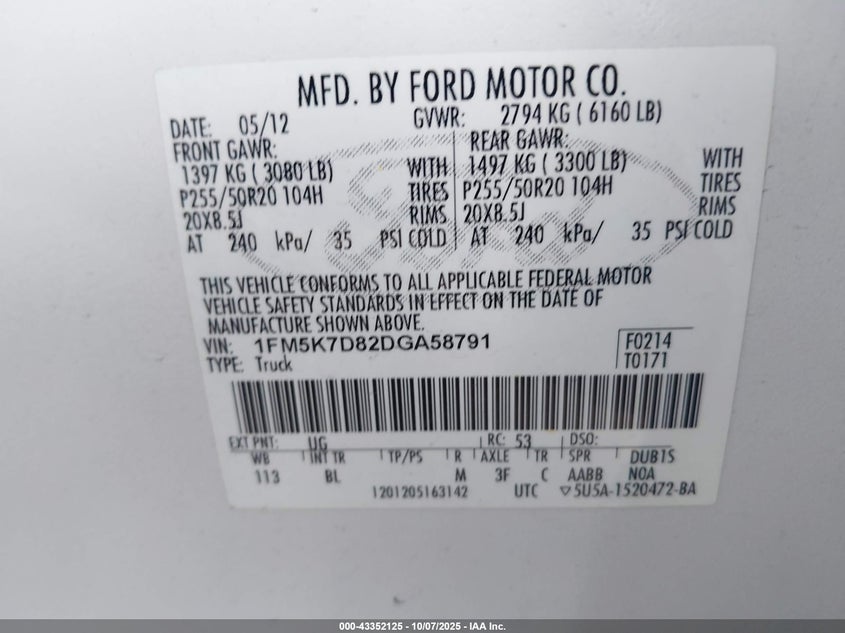 MFD. BY FORD MOTOR CO.
DATE: 05/12 GVWR: 2794 KG ( 6160 LB)
FRONT GAWR: REAR GAWR:
1397 KG ( 3080 LB) WITH 1497 KG ( 3300 LB) WITH
P255/50R20 104H TIRES P255/50R20 104H TIRES
20X8.5J RIMS 20X8.5J RIMS
AT 240 kPa/ 35 PSI COLD AT 240 kPa/ 35 PSI COLD
Ford
THIS VEHICLE CONFORMS TO ALL APPLICABLE FEDERAL MOTOR
VEHICLE SAFETY STANDARDS IN EFFECT ON THE DATE OF
MANUFACTURE SHOWN ABOVE.
VIN: 1FM5K7D82DGA58791 F0214
TYPE: Truck T0171
EXT PNT: UG RC: 53 DSO:
WB INT TR TP/PS R AXLE TR SPR DUB1S
113 BL M 3F C AABB NOA
1201205163142 UTC ▽5U5A-1520472-BA
000-43352125 - 10/07/2025 - IAA Inc.